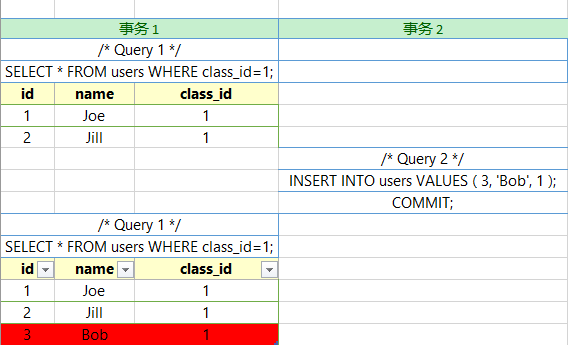 事务 1 事务 2
/* Query 1 */
SELECT * FROM users WHERE class_id=1;
id name class_id
1 Joe 1
2 Jill 1
/* Query 2 */
INSERT INTO users VALUES ( 3, 'Bob', 1 );
COMMIT;
/* Query 1 */
SELECT * FROM users WHERE class_id=1;
id name class_id
1 Joe 1
2 Jill 1
3 Bob 1